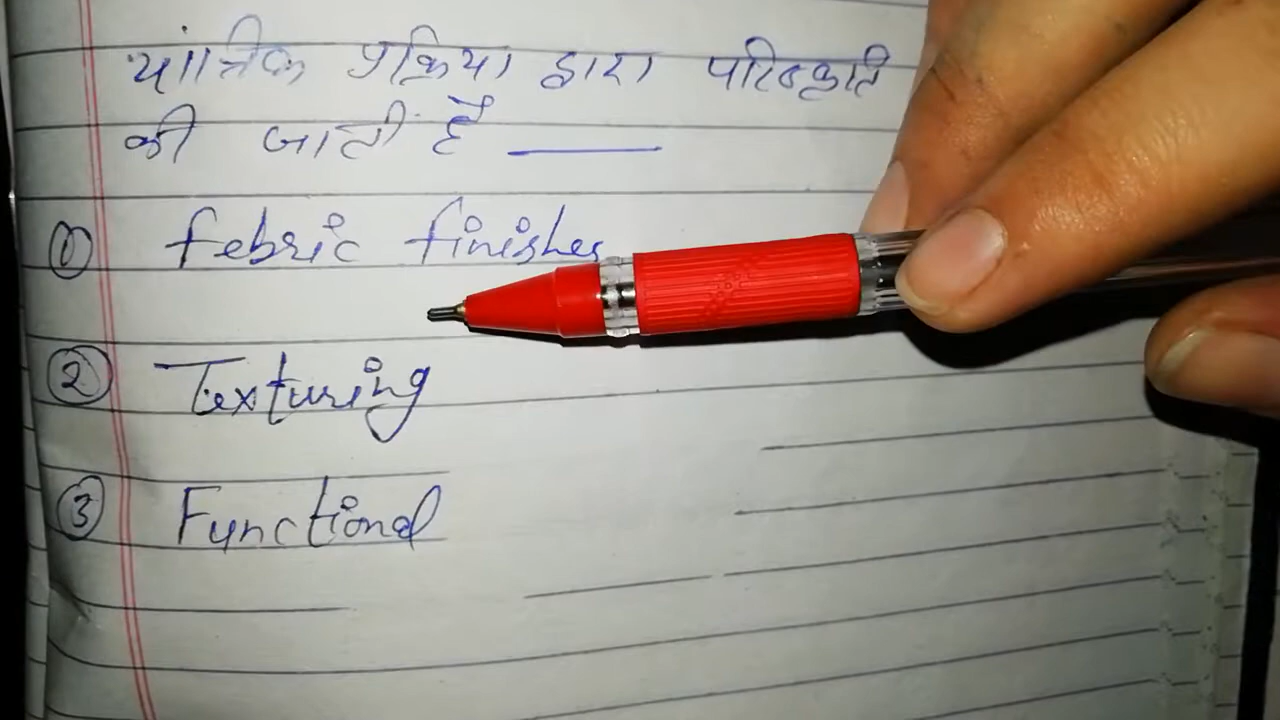 यांत्रिक प्रक्रिया द्वारा परिष्कृति
की जाती है ———
① febric finishes
② Texturing
③ Functional